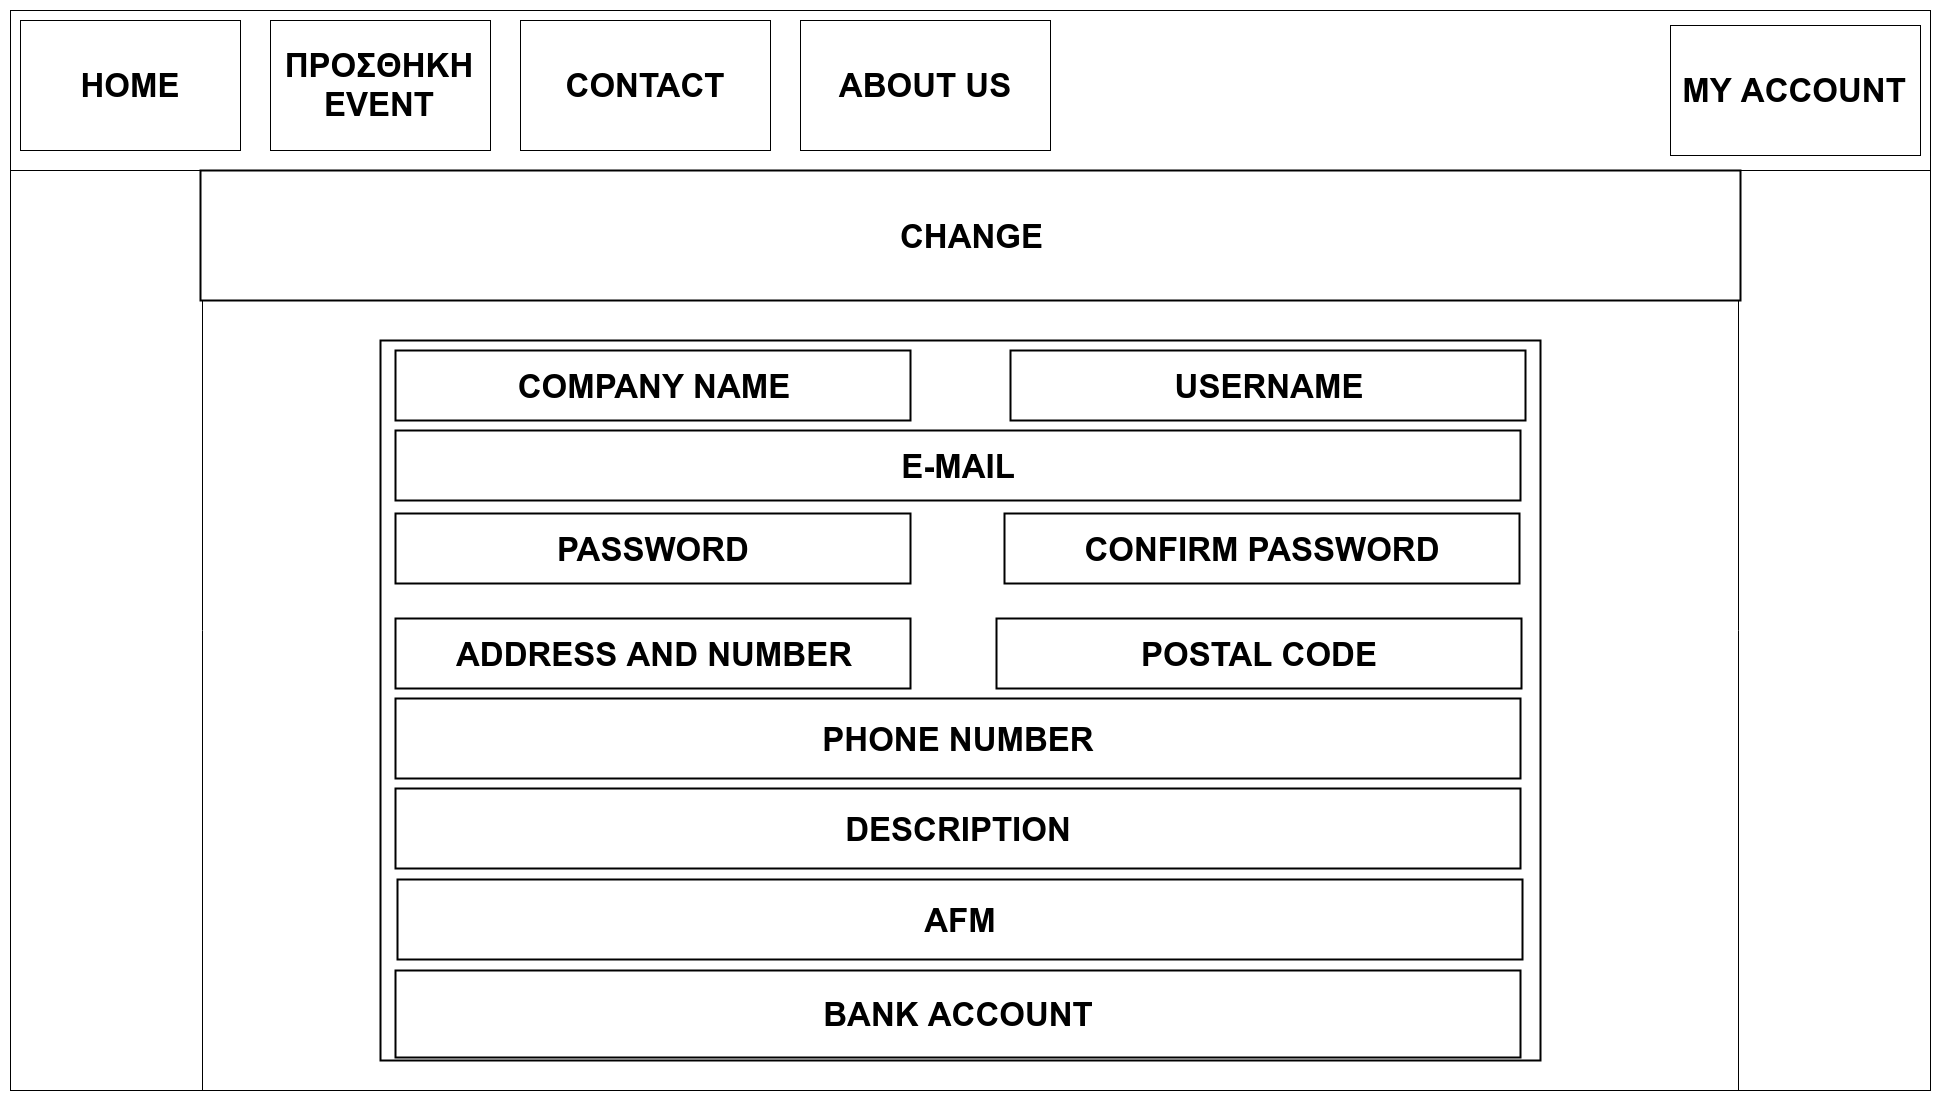 HOME
ΠΡΟΣΘΗΚΗ
EVENT
CONTACT
ABOUT US
MY ACCOUNT
CHANGE
COMPANY NAME
USERNAME
E-MAIL
PASSWORD
CONFIRM PASSWORD
ADDRESS AND NUMBER
POSTAL CODE
PHONE NUMBER
DESCRIPTION
AFM
BANK ACCOUNT